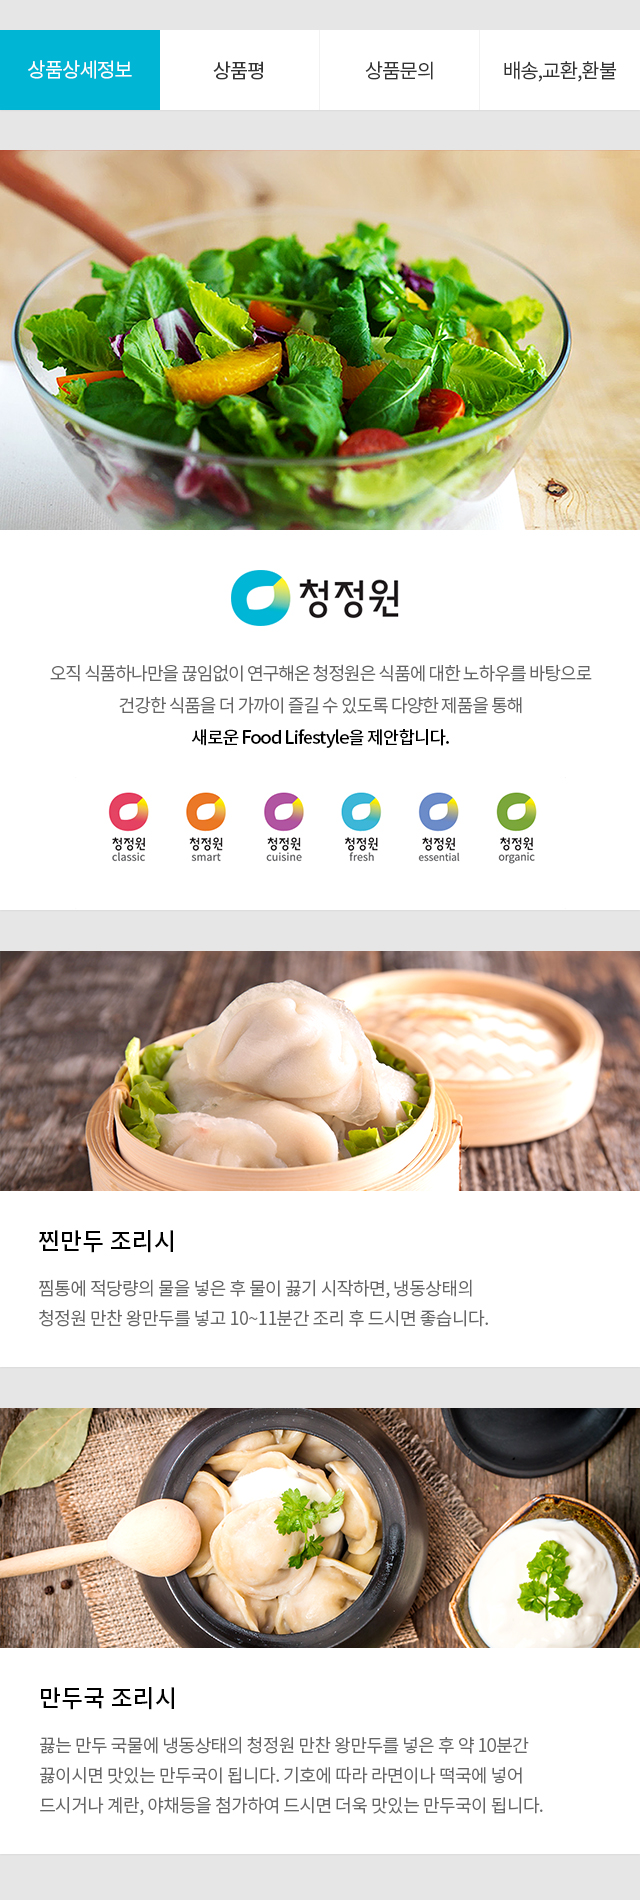 상품상세정보
상품평
상품문의
배송,교환,환불
청정원
오직 식품하나만을 끊임없이 연구해온 청정원은 식품에 대한 노하우를 바탕으로
건강한 식품을 더 가까이 즐길 수 있도록 다양한 제품을 통해
새로운 Food Lifestyle을 제안합니다.
청정원
classic
청정원
smart
청정원
cuisine
청정원
fresh
청정원
essential
청정원
organic
찐만두 조리시
찜통에 적당량의 물을 넣은 후 물이 끓기 시작하면, 냉동상태의
청정원 만찬 왕만두를 넣고 10~11분간 조리 후 드시면 좋습니다.
만두국 조리시
끓는 만두 국물에 냉동상태의 청정원 만찬 왕만두를 넣은 후 약 10분간
끓이시면 맛있는 만두국이 됩니다. 기호에 따라 라면이나 떡국에 넣어
드시거나 계란, 야채등을 첨가하여 드시면 더욱 맛있는 만두국이 됩니다.